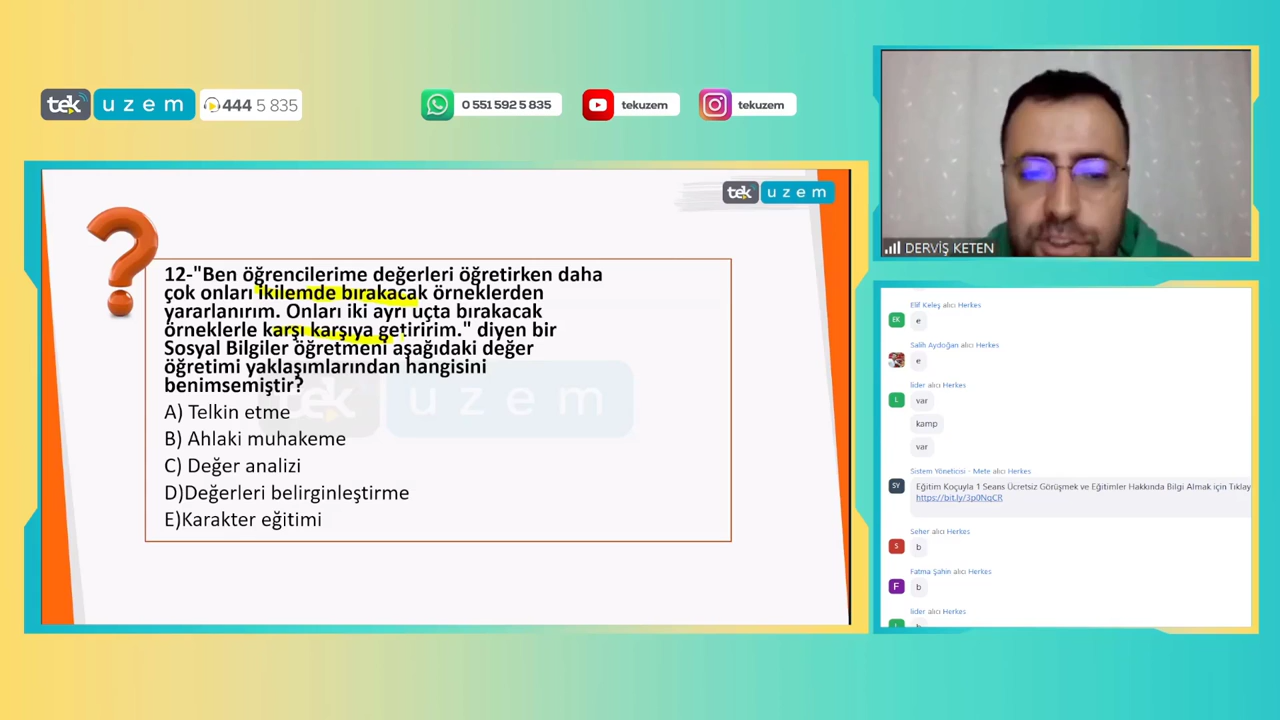 tek uzem 444 5 835
0 551 592 5 835
tekuzem
tekuzem
tek uzem
12-"Ben öğrencilerime değerleri öğretirken daha
çok onları ikilemde bırakacak örneklerden
yararlanırım. Onları iki ayrı uçta bırakacak
örneklerle karşı karşıya getiririm." diyen bir
Sosyal Bilgiler öğretmeni aşağıdaki değer
öğretimi yaklaşımlarından hangisini
benimsemiştir?
A) Telkin etme
B) Ahlaki muhakeme
C) Değer analizi
D)Değerleri belirginleştirme
E)Karakter eğitimi
tek uzem
DERVİŞ KETEN
Elif Keleş alıcı Herkes
EK e
Salih Aydoğan alıcı Herkes
e
lider alıcı Herkes
L var
kamp
var
Sistem Yöneticisi - Mete alıcı Herkes
SY Eğitim Koçuyla 1 Seans Ücretsiz Görüşmek ve Eğitimler Hakkında Bilgi Almak için Tıklay
https://bit.ly/3p0NqCR
Seher alıcı Herkes
S b
Fatma Şahin alıcı Herkes
F b
lider alıcı Herkes